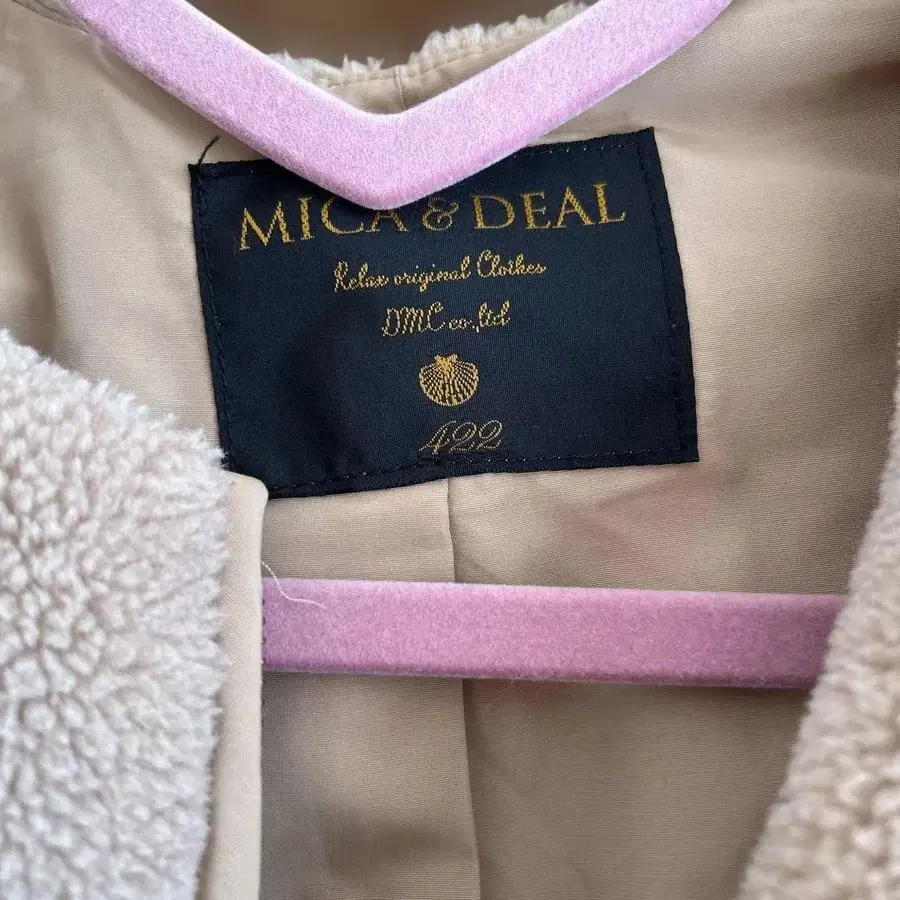 MICA & DEAL
Relax original Clothes
DMC co.,ltd
422